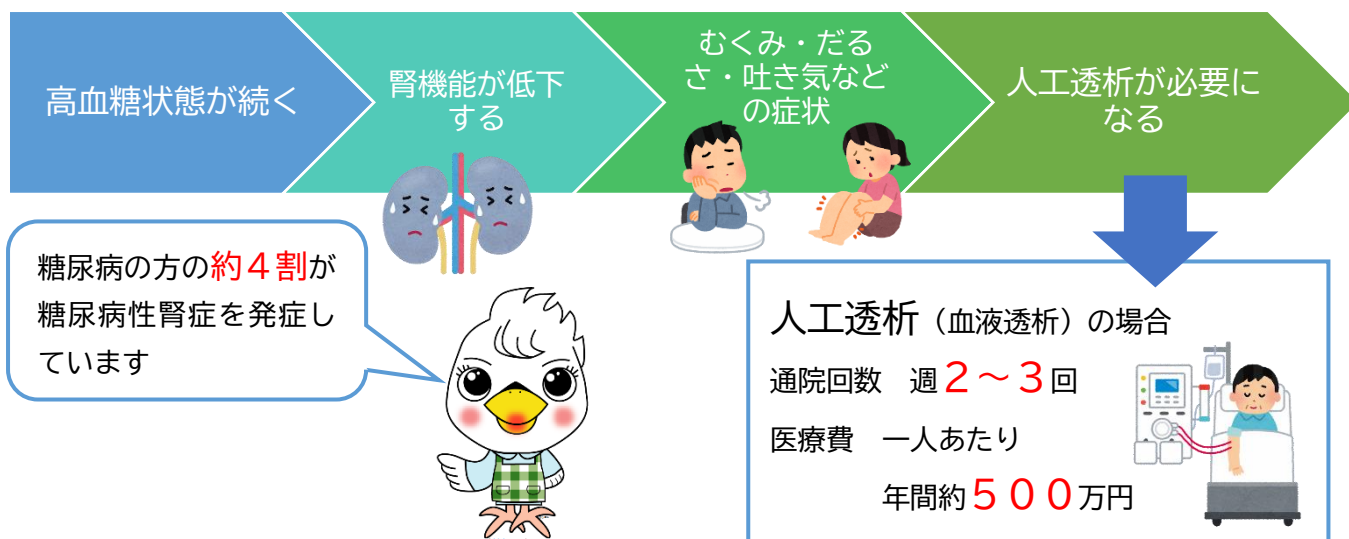 高血糖状態が続く
腎機能が低下
する
むくみ・だる
さ・吐き気など
の症状
人工透析が必要に
なる
糖尿病の方の約４割が
糖尿病性腎症を発症し
ています
人工透析（血液透析）の場合
通院回数　週２～３回
医療費　一人あたり
年間約５００万円